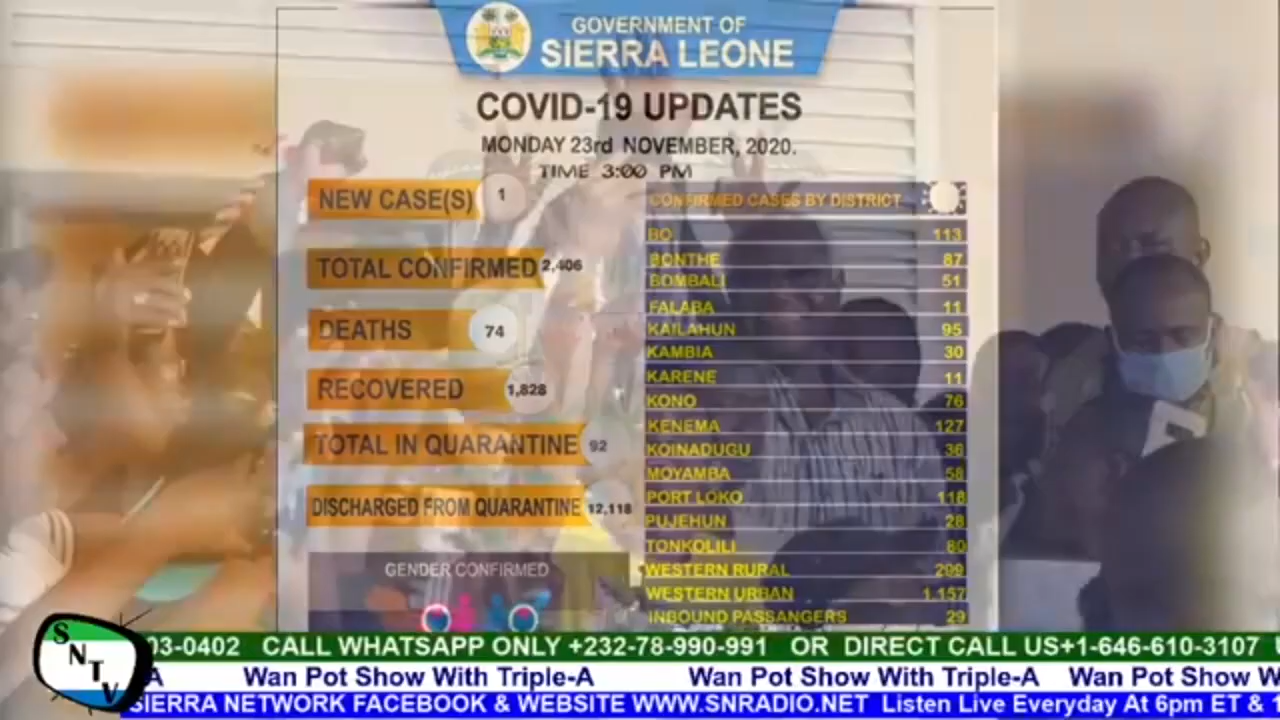 GOVERNMENT OF
SIERRA LEONE
COVID-19 UPDATES
MONDAY 23rd NOVEMBER, 2020.
TIME 3:00 PM
NEW CASE(S) 1
TOTAL CONFIRMED 2,406
DEATHS 74
RECOVERED 1,828
TOTAL IN QUARANTINE 92
DISCHARGED FROM QUARANTINE 12,118
GENDER CONFIRMED
CONFIRMED CASES BY DISTRICT
BO 113
BONTHE 87
BOMBALI 51
FALABA 11
KAILAHUN 95
KAMBIA 30
KARENE 11
KONO 76
KENEMA 127
KOINADUGU 36
MOYAMBA 58
PORT LOKO 118
PUJEHUN 28
TONKOLILI 80
WESTERN RURAL 209
WESTERN URBAN 1,157
INBOUND PASSANGERS 29
SNTV
03-0402 CALL WHATSAPP ONLY +232-78-990-991 OR DIRECT CALL US+1-646-610-3107
A Wan Pot Show With Triple-A Wan Pot Show With Triple-A Wan Pot Show W
SIERRA NETWORK FACEBOOK & WEBSITE WWW.SNRADIO.NET Listen Live Everyday At 6pm ET & 1